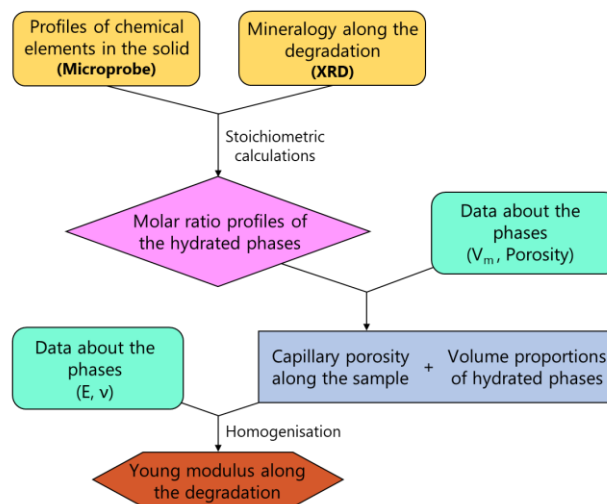 Profiles of chemical
elements in the solid
(Microprobe)
Mineralogy along the
degradation
(XRD)
Stoichiometric
calculations
Molar ratio profiles of
the hydrated phases
Data about the
phases
(Vm, Porosity)
Data about the
phases
(E, ν)
Capillary porosity
along the sample
+
Volume proportions
of hydrated phases
Homogenisation
Young modulus along
the degradation